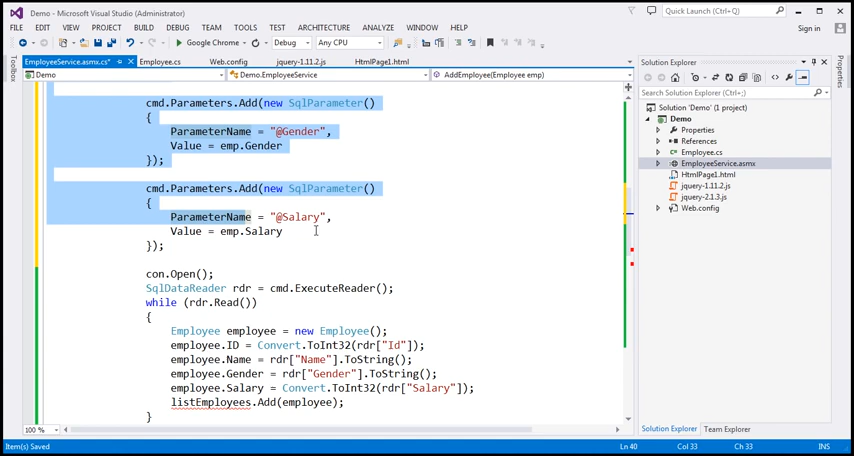 Demo - Microsoft Visual Studio (Administrator)
Quick Launch (Ctrl+Q)
FILE EDIT VIEW PROJECT BUILD DEBUG TEAM TOOLS TEST ARCHITECTURE ANALYZE WINDOW HELP
Sign in
Google Chrome Debug Any CPU
Toolbox
EmployeeService.asmx.cs* Employee.cs Web.config jquery-1.11.2.js HtmlPage1.html
Demo Demo.EmployeeService AddEmployee(Employee emp)
cmd.Parameters.Add(new SqlParameter()
{
ParameterName = "@Gender",
Value = emp.Gender
});
cmd.Parameters.Add(new SqlParameter()
{
ParameterName = "@Salary",
Value = emp.Salary
});
con.Open();
SqlDataReader rdr = cmd.ExecuteReader();
while (rdr.Read())
{
Employee employee = new Employee();
employee.ID = Convert.ToInt32(rdr["Id"]);
employee.Name = rdr["Name"].ToString();
employee.Gender = rdr["Gender"].ToString();
employee.Salary = Convert.ToInt32(rdr["Salary"]);
listEmployees.Add(employee);
}
100 %
Solution Explorer
Search Solution Explorer (Ctrl+;)
Solution 'Demo' (1 project)
Demo
Properties
References
Employee.cs
EmployeeService.asmx
HtmlPage1.html
jquery-1.11.2.js
jquery-2.1.3.js
Web.config
Solution Explorer Team Explorer
Properties
Item(s) Saved Ln 40 Col 33 Ch 33 INS